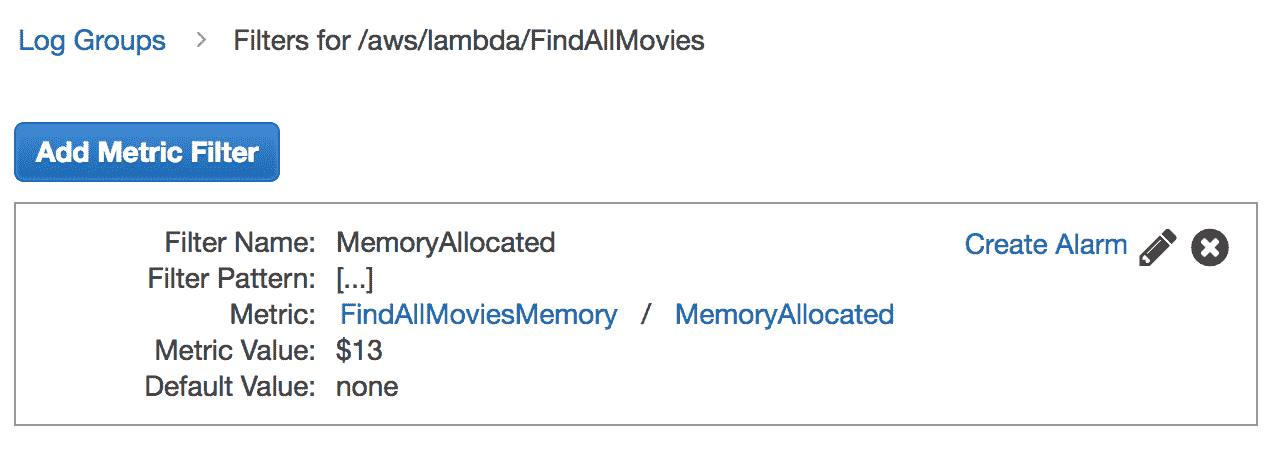 Log Groups > Filters for /aws/lambda/FindAllMovies
Add Metric Filter
Filter Name: MemoryAllocated Create Alarm
Filter Pattern: [...]
Metric: FindAllMoviesMemory / MemoryAllocated
Metric Value: $13
Default Value: none